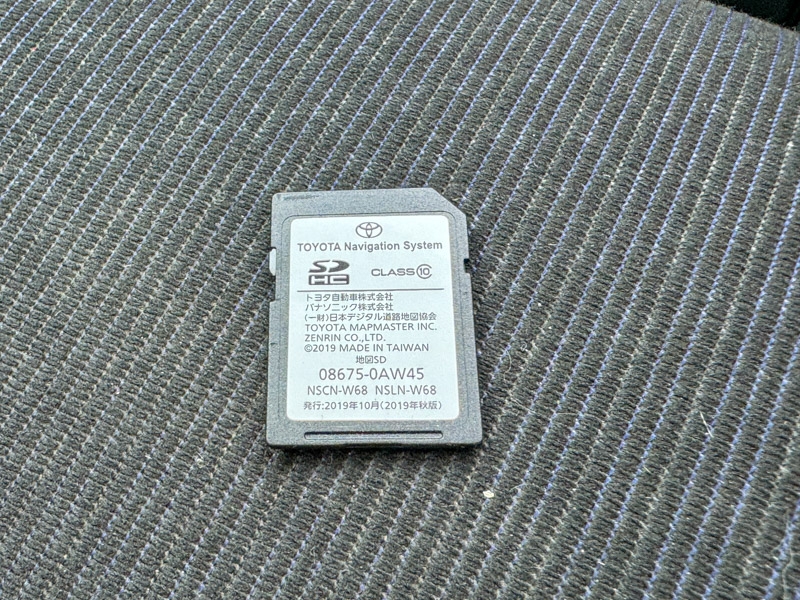 TOYOTA Navigation System
SD HC CLASS 10
トヨタ自動車株式会社
パナソニック株式会社
(一財)日本デジタル道路地図協会
TOYOTA MAPMASTER INC.
ZENRIN CO.,LTD.
©2019 MADE IN TAIWAN
地図SD
08675-0AW45
NSCN-W68 NSLN-W68
発行:2019年10月(2019年秋版)